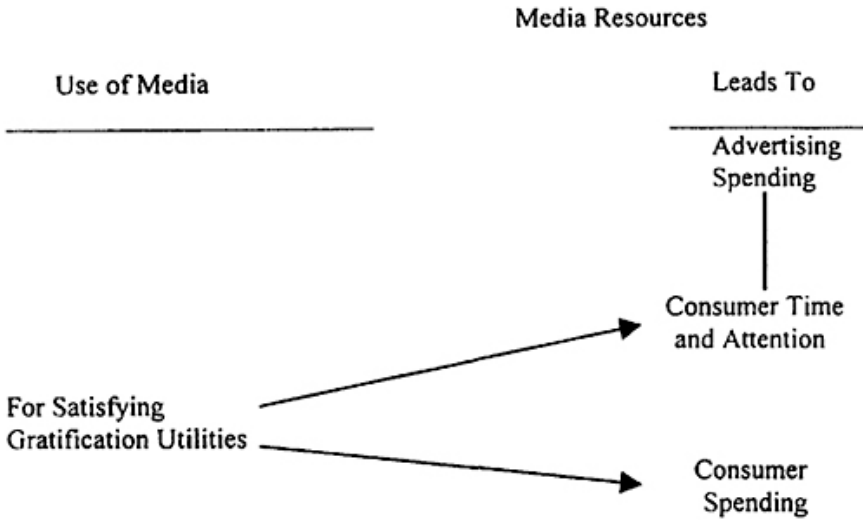 Media Resources
Use of Media
Leads To
Advertising
Spending
Consumer Time
and Attention
For Satisfying
Gratification Utilities
Consumer
Spending